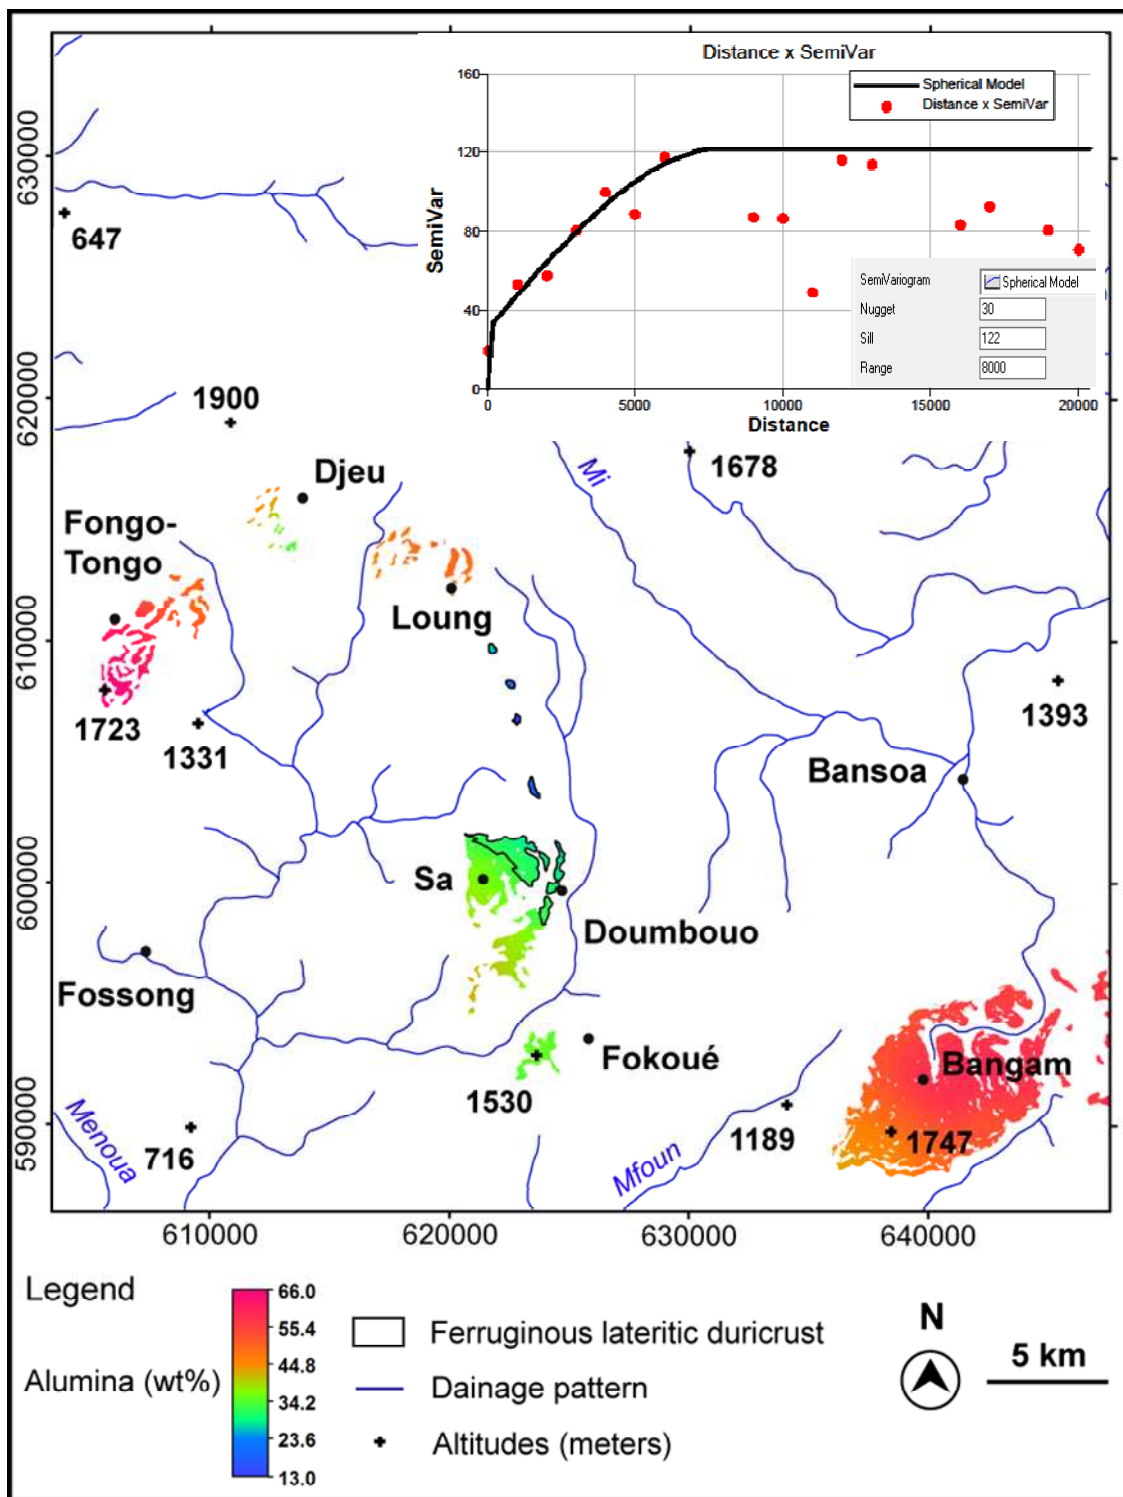 Distance x SemiVar
SemiVar
160
120
80
40
0
Spherical Model
Distance x SemiVar
SemiVariogram
Spherical Model
Nugget
30
Sill
122
Range
8000
0
5000
10000
15000
20000
Distance
630000
620000
610000
600000
590000
647
1900
Djeu
Mi
1678
Fongo-
Tongo
Loung
1723
1331
1393
Bansoa
Sa
Doumbouo
Fossong
Fokoué
Bangam
1530
1189
1747
Menoua
716
Mfoun
610000
620000
630000
640000
Legend
Alumina (wt%)
66.0
55.4
44.8
34.2
23.6
13.0
Ferruginous lateritic duricrust
Dainage pattern
Altitudes (meters)
N
5 km